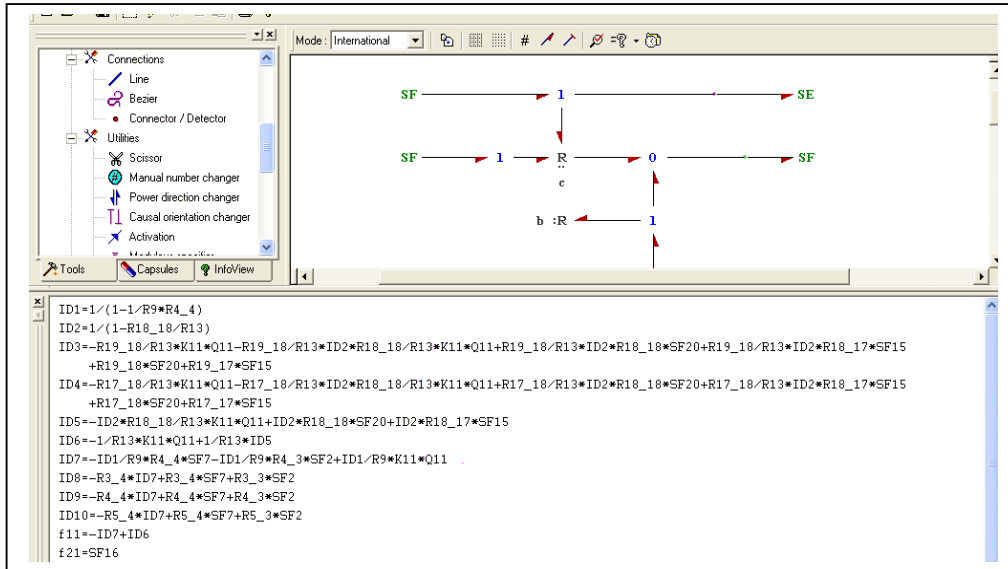 Mode : International
# =?
Connections
Line
Bezier
Connector / Detector
Utilities
Scissor
Manual number changer
Power direction changer
Causal orientation changer
Activation
Tools Capsules InfoView
SF 1 SE
SF 1 R 0 SF
..
c
b :R 1
ID1=1/(1-1/R9*R4_4)
ID2=1/(1-R18_18/R13)
ID3=-R19_18/R13*K11*Q11-R19_18/R13*ID2*R18_18/R13*K11*Q11+R19_18/R13*ID2*R18_18*SF20+R19_18/R13*ID2*R18_17*SF15
+R19_18*SF20+R19_17*SF15
ID4=-R17_18/R13*K11*Q11-R17_18/R13*ID2*R18_18/R13*K11*Q11+R17_18/R13*ID2*R18_18*SF20+R17_18/R13*ID2*R18_17*SF15
+R17_18*SF20+R17_17*SF15
ID5=-ID2*R18_18/R13*K11*Q11+ID2*R18_18*SF20+ID2*R18_17*SF15
ID6=-1/R13*K11*Q11+1/R13*ID5
ID7=-ID1/R9*R4_4*SF7-ID1/R9*R4_3*SF2+ID1/R9*K11*Q11
ID8=-R3_4*ID7+R3_4*SF7+R3_3*SF2
ID9=-R4_4*ID7+R4_4*SF7+R4_3*SF2
ID10=-R5_4*ID7+R5_4*SF7+R5_3*SF2
f11=-ID7+ID6
f21=SF16